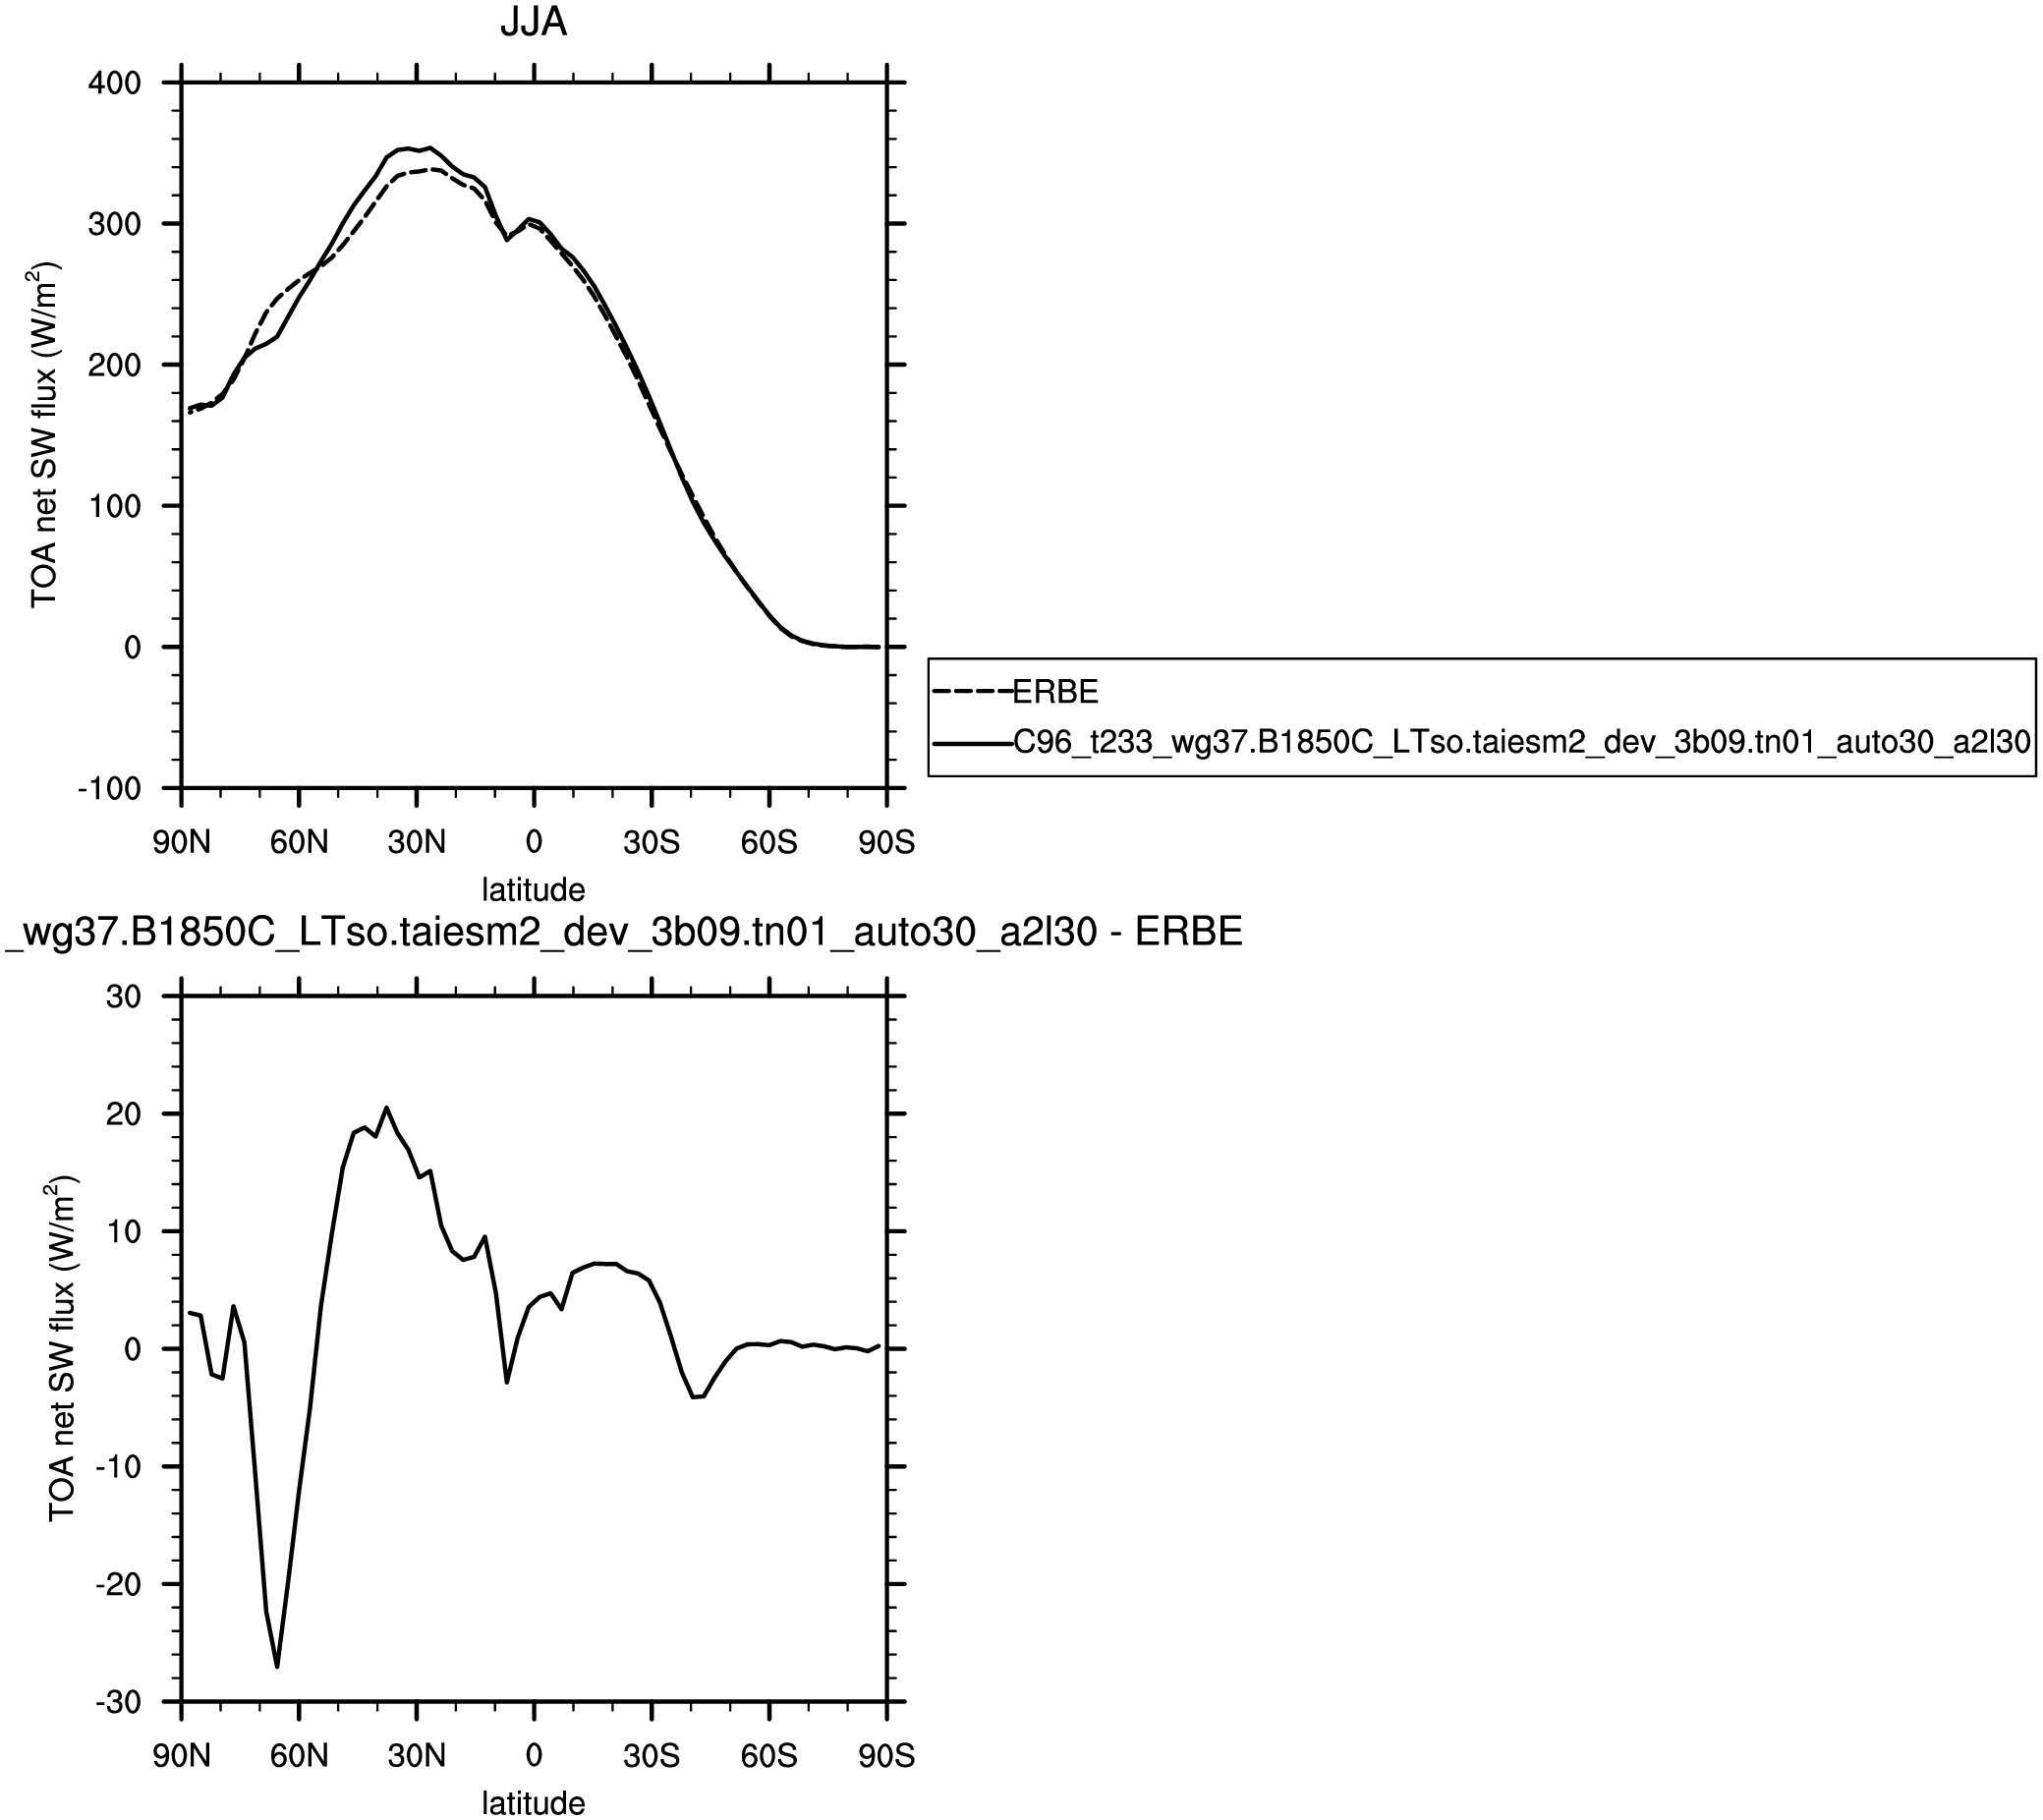 JJA
400
300
200
100
0
-100
TOA net SW flux (W/m2)
90N 60N 30N 0 30S 60S 90S
latitude
ERBE
C96_t233_wg37.B1850C_LTso.taiesm2_dev_3b09.tn01_auto30_a2l30
_wg37.B1850C_LTso.taiesm2_dev_3b09.tn01_auto30_a2l30 - ERBE
30
20
10
0
-10
-20
-30
TOA net SW flux (W/m2)
90N 60N 30N 0 30S 60S 90S
latitude